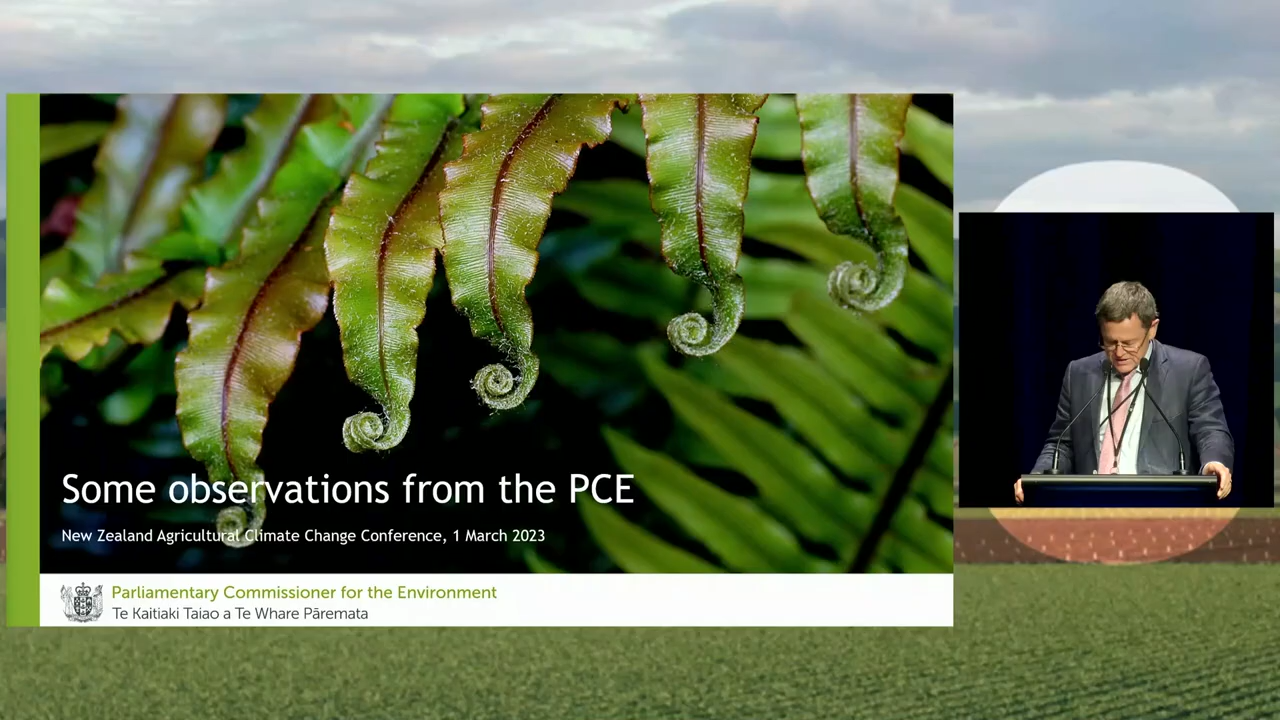 Some observations from the PCE
New Zealand Agricultural Climate Change Conference, 1 March 2023
Parliamentary Commissioner for the Environment
Te Kaitiaki Taiao a Te Whare Pāremata